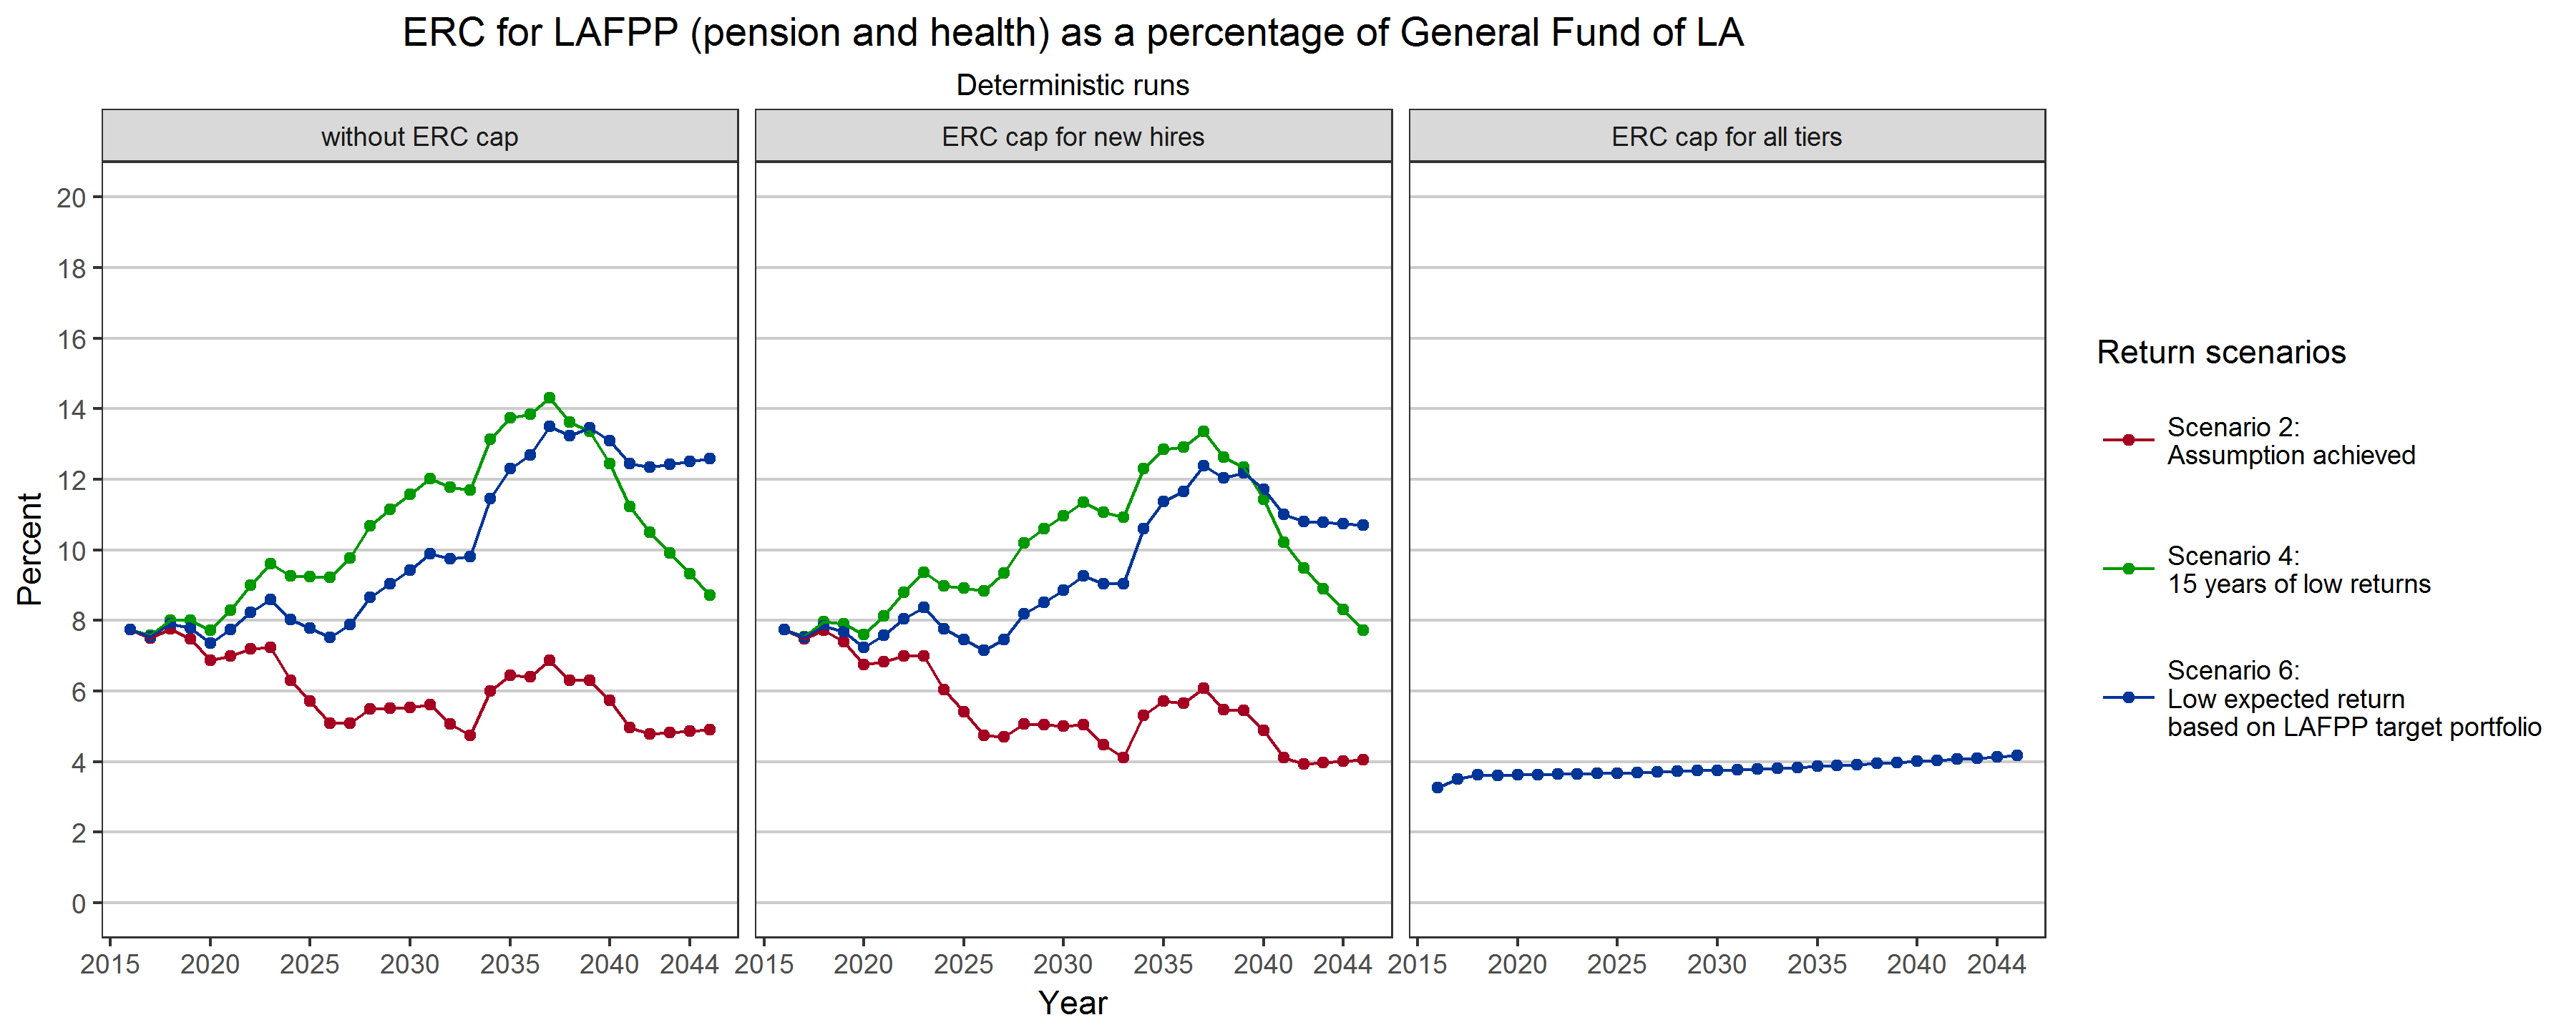 ERC for LAFPP (pension and health) as a percentage of General Fund of LA
Deterministic runs
without ERC cap
ERC cap for new hires
ERC cap for all tiers
Percent
20
18
16
14
12
10
8
6
4
2
0
2015 2020 2025 2030 2035 2040 2044
2015 2020 2025 2030 2035 2040 2044
2015 2020 2025 2030 2035 2040 2044
Year
Return scenarios
Scenario 2:
Assumption achieved
Scenario 4:
15 years of low returns
Scenario 6:
Low expected return
based on LAFPP target portfolio